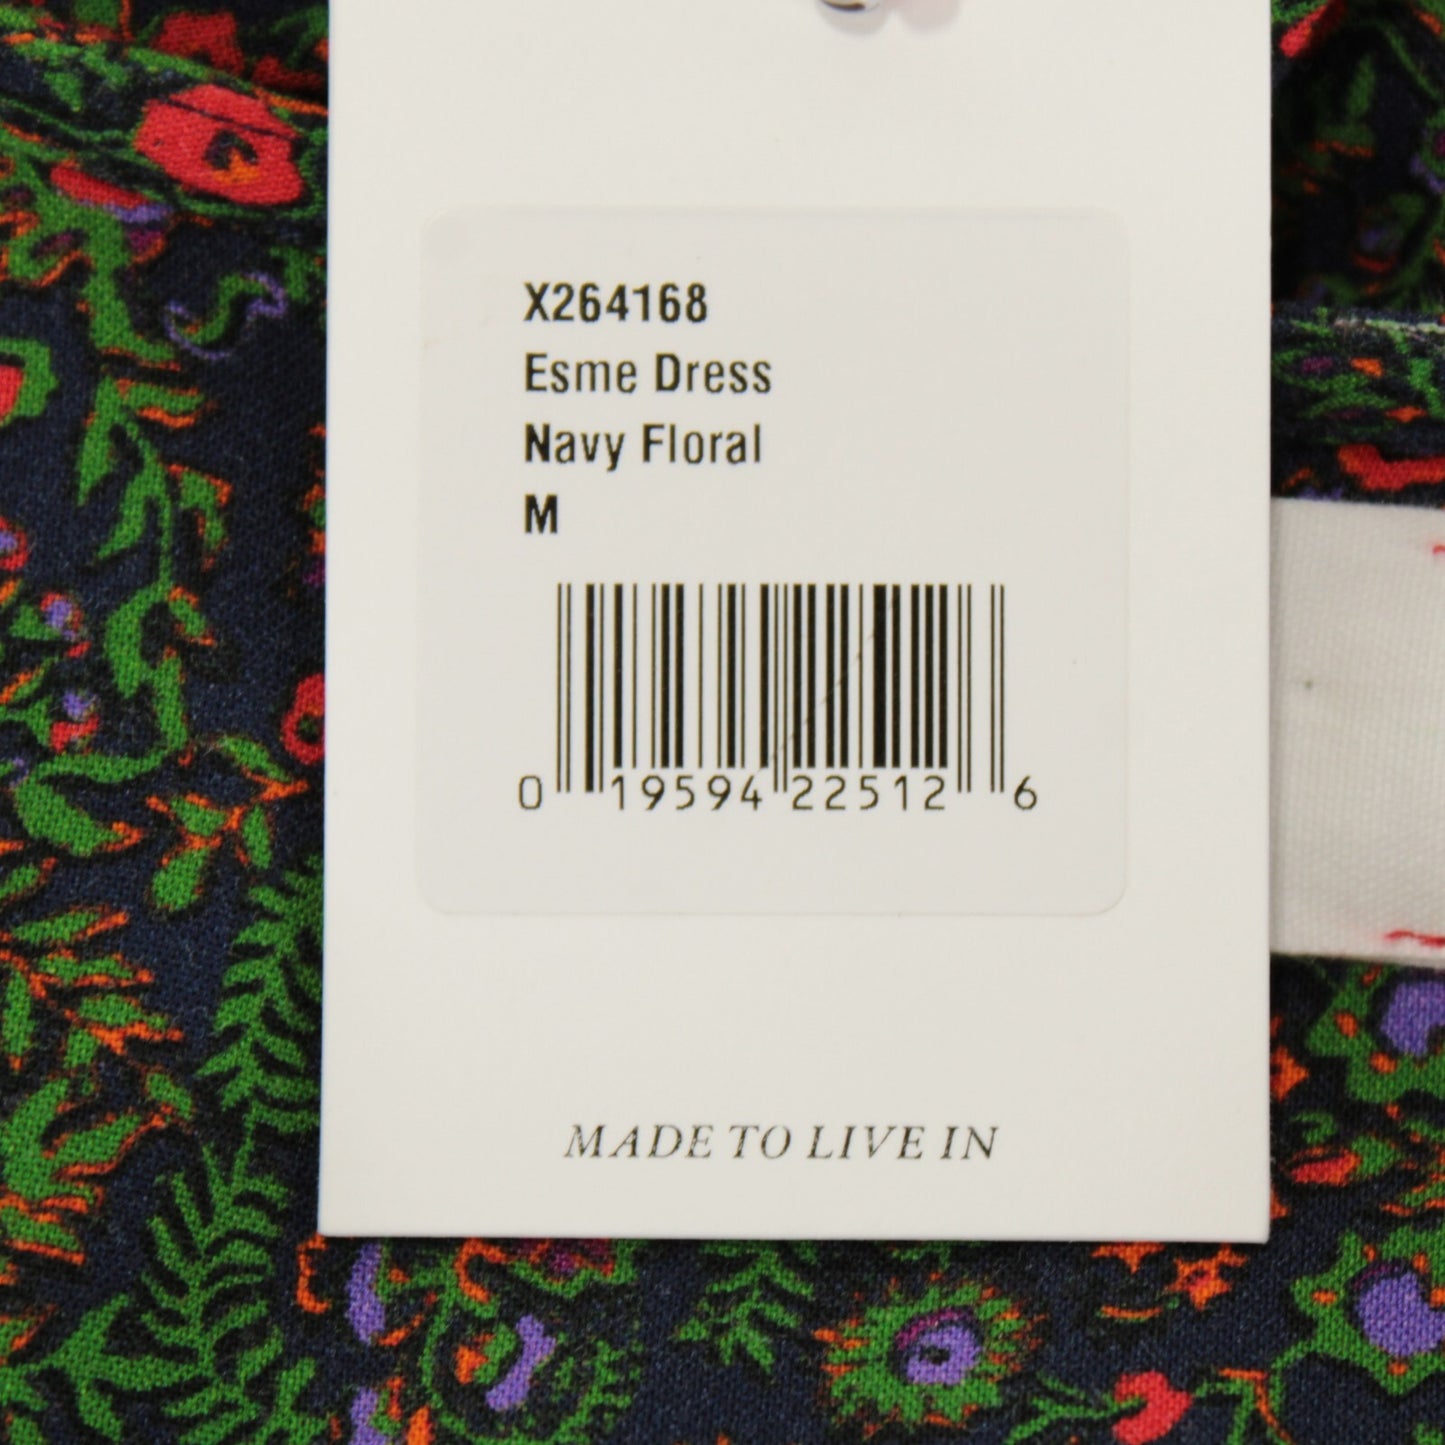 X264168
Esme Dress
Navy Floral
M
0 19594 22512 6
MADE TO LIVE IN